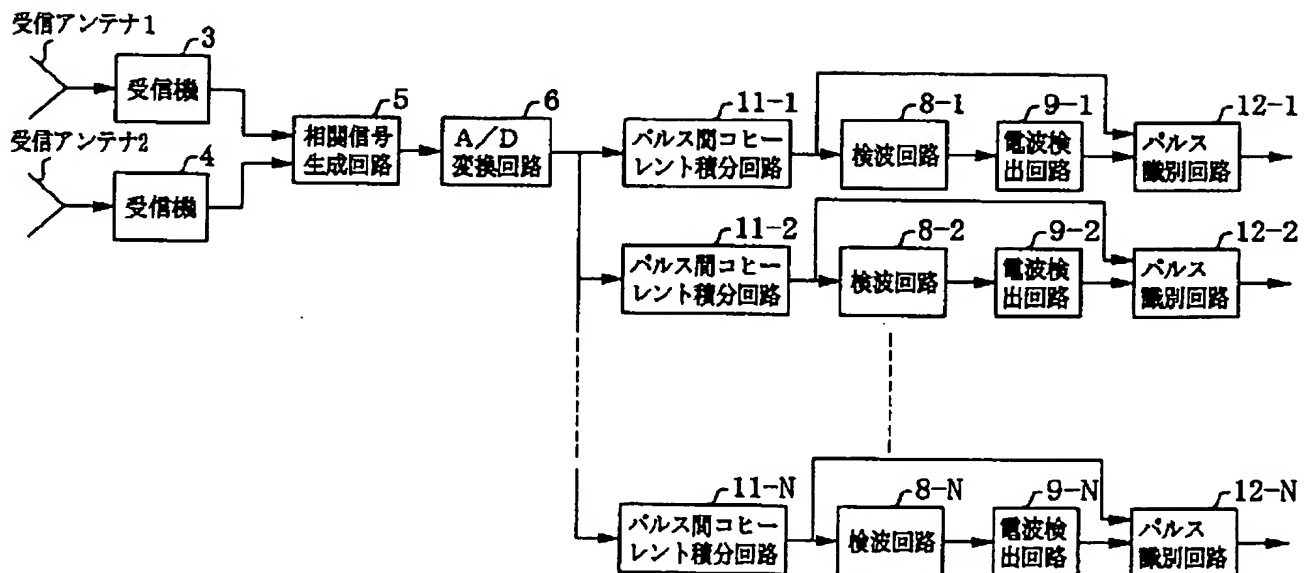 受信アンテナ1
3
受信機
受信アンテナ2
4
受信機
5
相関信号
生成回路
6
A/D
変換回路
11-1
パルス間コヒー
レント積分回路
8-1
検波回路
9-1
電波検
出回路
12-1
パルス
識別回路
11-2
パルス間コヒー
レント積分回路
8-2
検波回路
9-2
電波検
出回路
12-2
パルス
識別回路
11-N
パルス間コヒー
レント積分回路
8-N
検波回路
9-N
電波検
出回路
12-N
パルス
識別回路